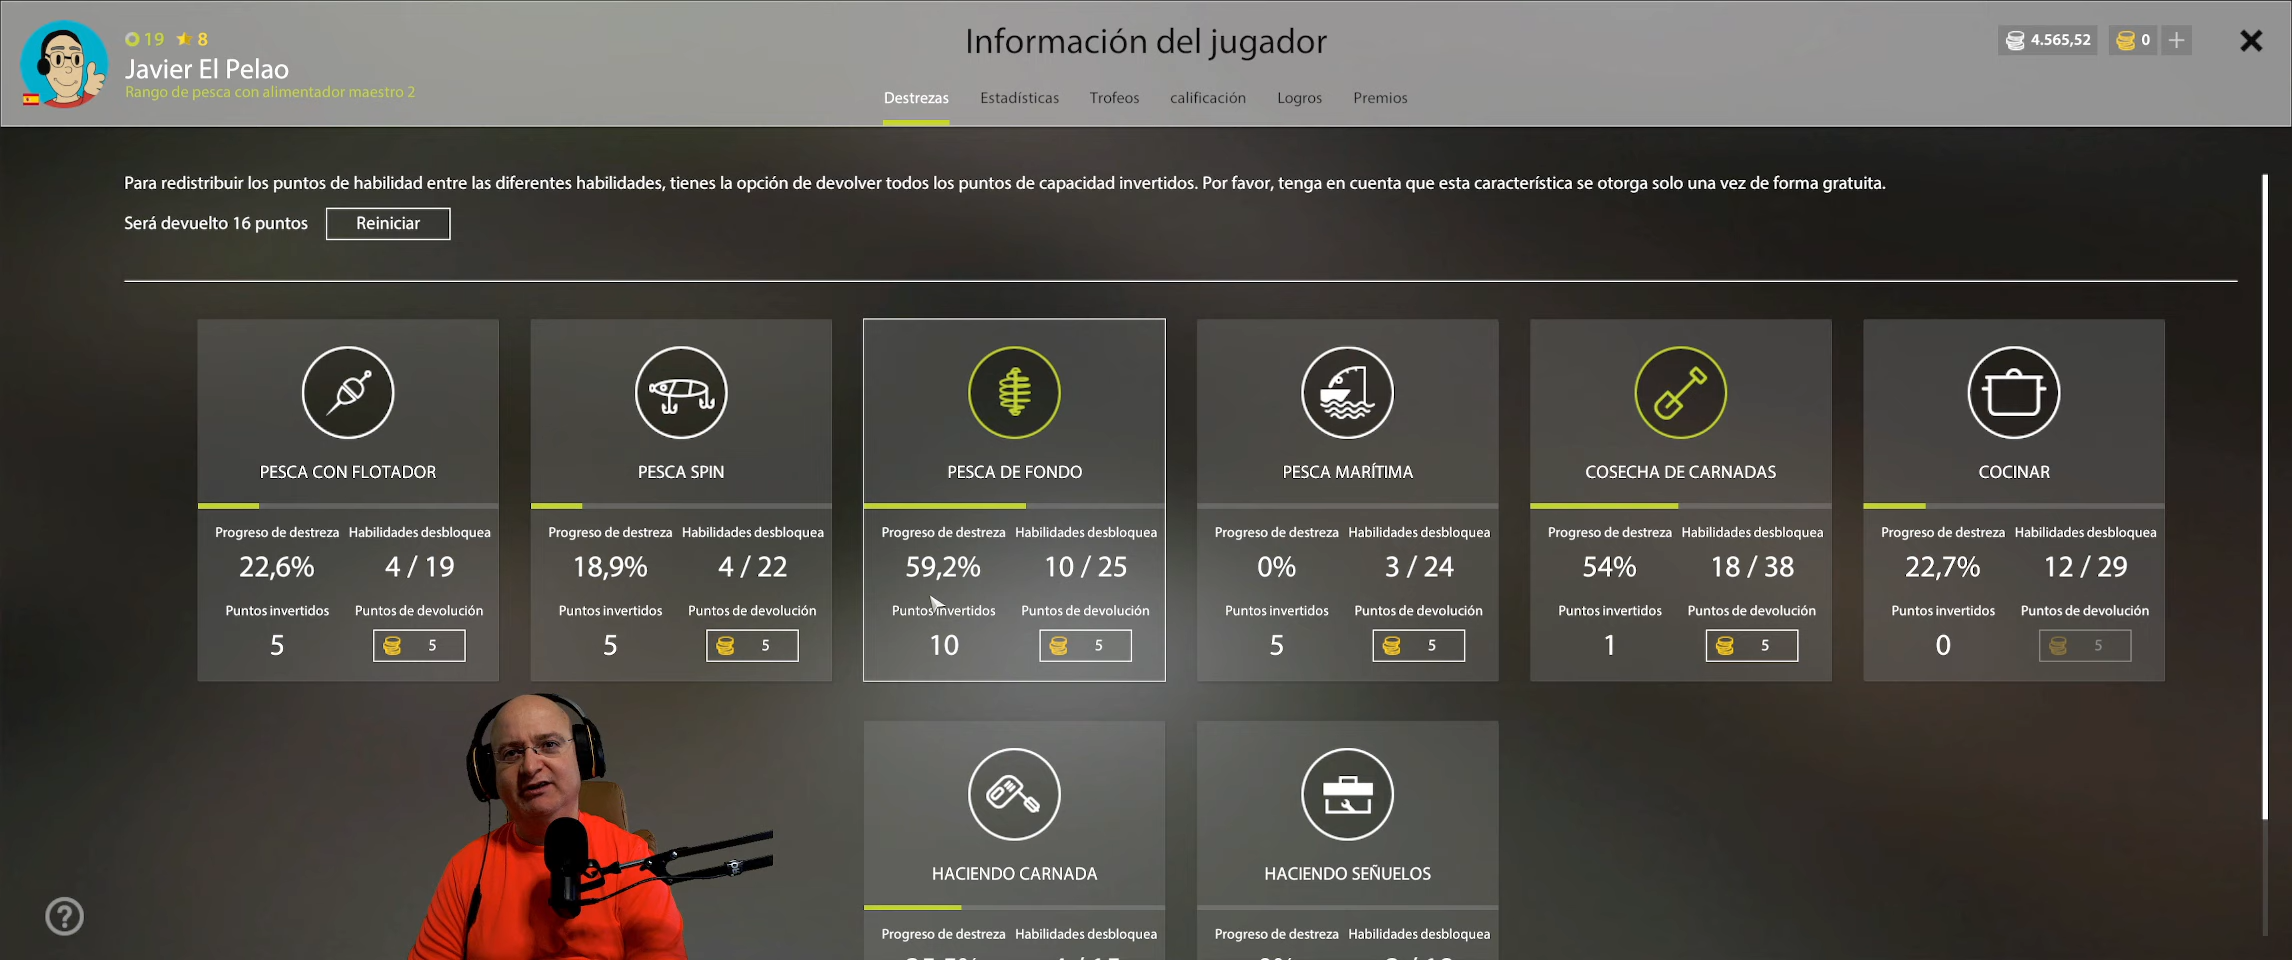 19 8
Javier El Pelao
Rango de pesca con alimentador maestro 2
Información del jugador
4.565,52 0 +
Destrezas Estadísticas Trofeos calificación Logros Premios
Para redistribuir los puntos de habilidad entre las diferentes habilidades, tienes la opción de devolver todos los puntos de capacidad invertidos. Por favor, tenga en cuenta que esta característica se otorga solo una vez de forma gratuita.
Será devuelto 16 puntos Reiniciar
PESCA CON FLOTADOR
Progreso de destreza Habilidades desbloquea
22,6% 4 / 19
Puntos invertidos Puntos de devolución
5 5
PESCA SPIN
Progreso de destreza Habilidades desbloquea
18,9% 4 / 22
Puntos invertidos Puntos de devolución
5 5
PESCA DE FONDO
Progreso de destreza Habilidades desbloquea
59,2% 10 / 25
Puntos invertidos Puntos de devolución
10 5
PESCA MARÍTIMA
Progreso de destreza Habilidades desbloquea
0% 3 / 24
Puntos invertidos Puntos de devolución
5 5
COSECHA DE CARNADAS
Progreso de destreza Habilidades desbloquea
54% 18 / 38
Puntos invertidos Puntos de devolución
1 5
COCINAR
Progreso de destreza Habilidades desbloquea
22,7% 12 / 29
Puntos invertidos Puntos de devolución
0 5
HACIENDO CARNADA
Progreso de destreza Habilidades desbloquea
HACIENDO SEÑUELOS
Progreso de destreza Habilidades desbloquea
?